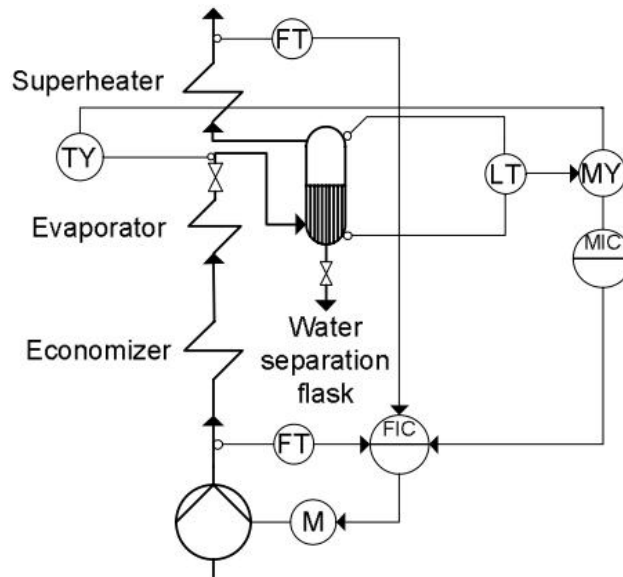 FT
Superheater
TY
LT
MY
Evaporator
MIC
Economizer
Water
separation
flask
FIC
FT
M